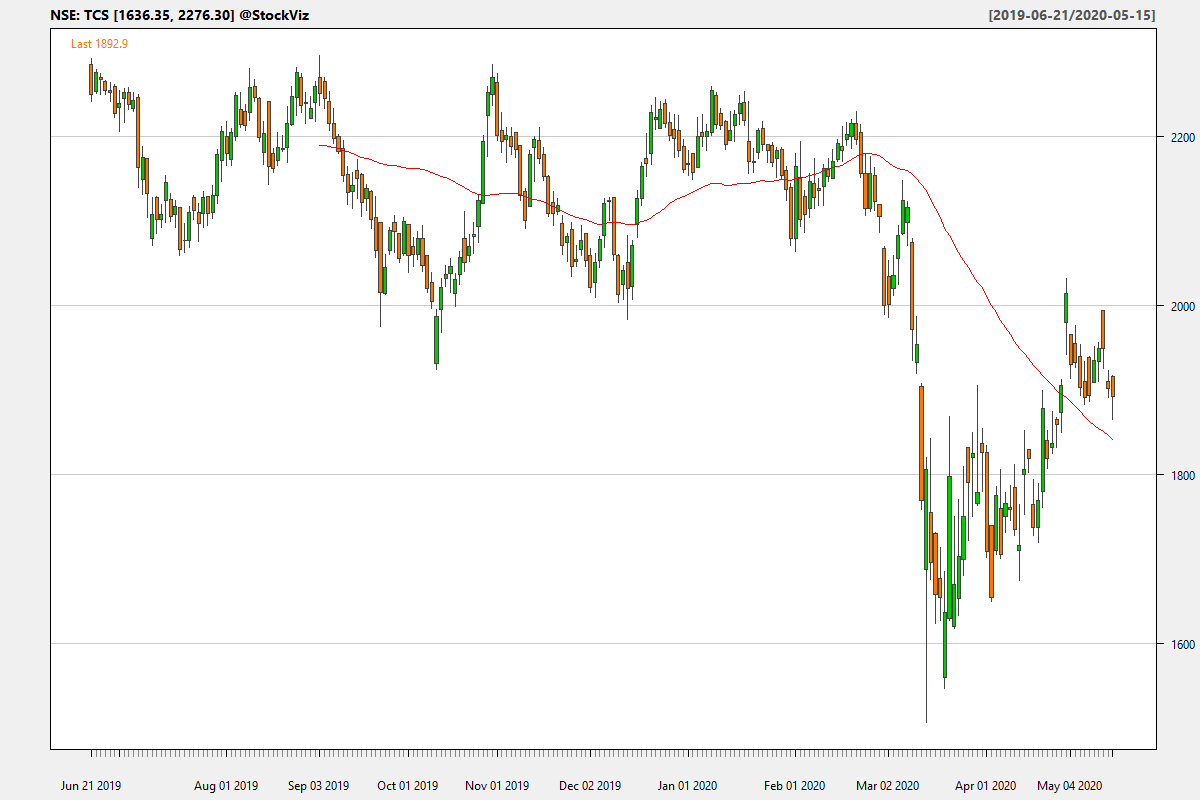 NSE: TCS [1636.35, 2276.30] @StockViz
[2019-06-21/2020-05-15]
Last 1892.9
2200
2000
1800
1600
Jun 21 2019 Aug 01 2019 Sep 03 2019 Oct 01 2019 Nov 01 2019 Dec 02 2019 Jan 01 2020 Feb 01 2020 Mar 02 2020 Apr 01 2020 May 04 2020